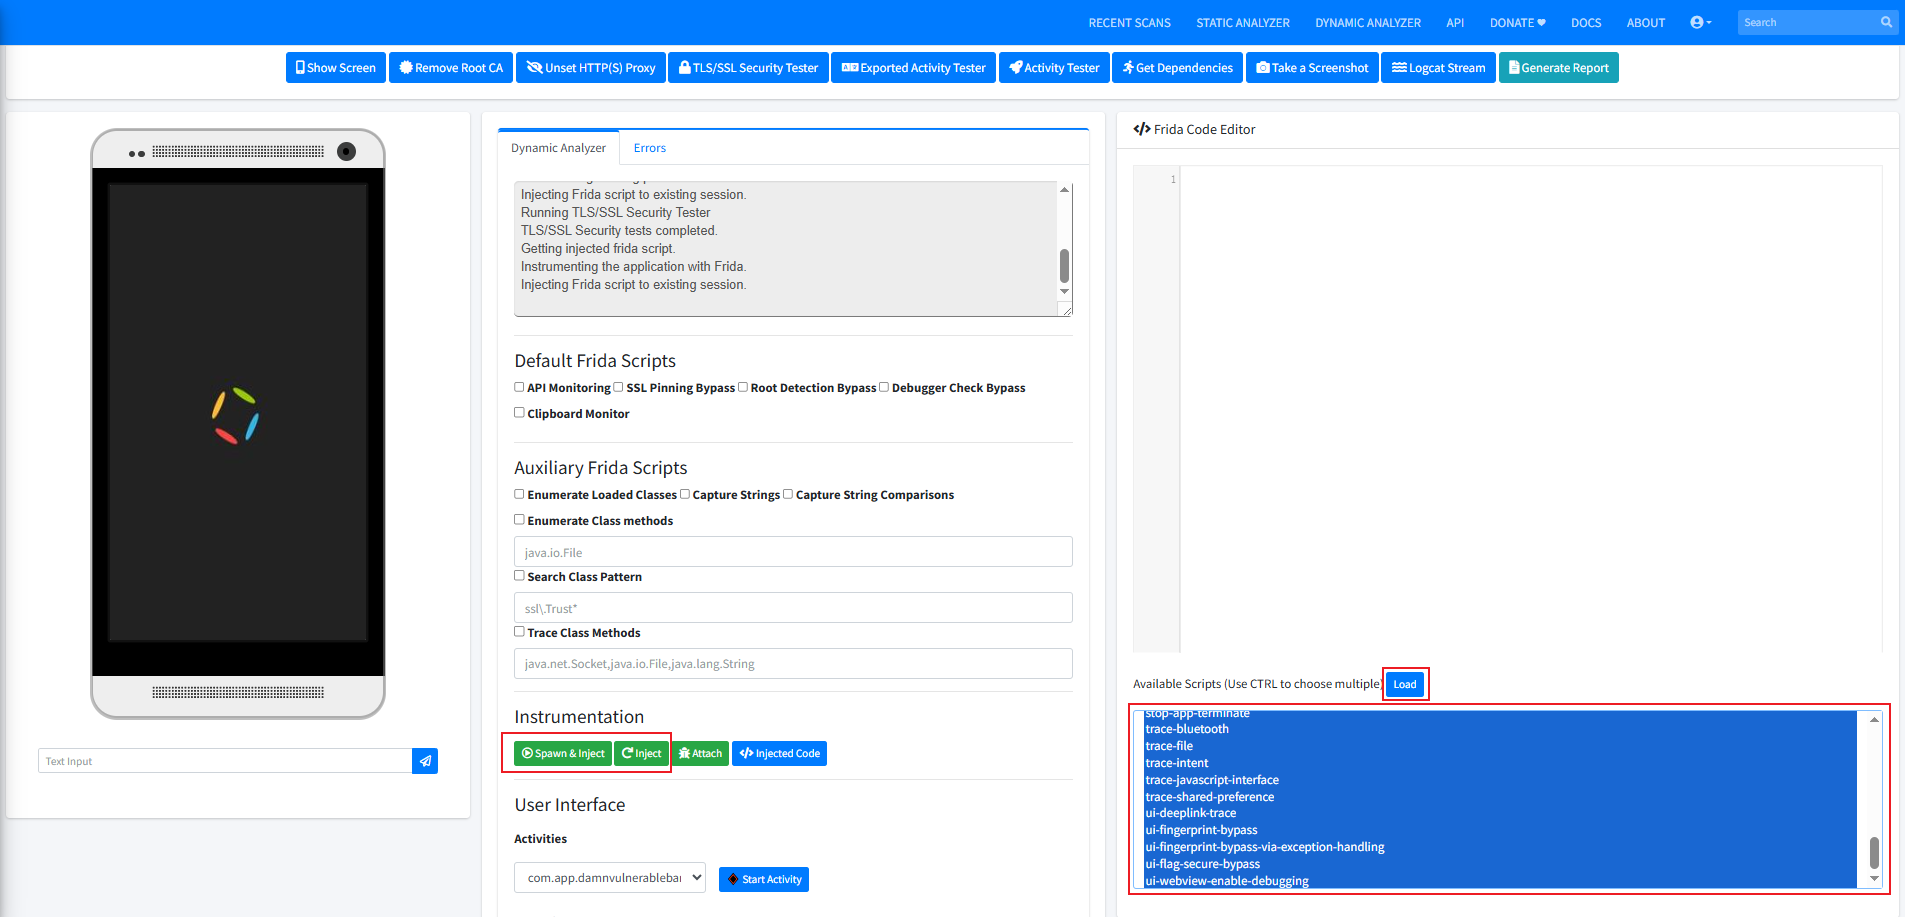 RECENT SCANS STATIC ANALYZER DYNAMIC ANALYZER API DONATE DOCS ABOUT Search
Show Screen Remove Root CA Unset HTTP(S) Proxy TLS/SSL Security Tester Exported Activity Tester Activity Tester Get Dependencies Take a Screenshot Logcat Stream Generate Report
Text Input
Dynamic Analyzer Errors
Injecting Frida script to existing session.
Running TLS/SSL Security Tester
TLS/SSL Security tests completed.
Getting injected frida script.
Instrumenting the application with Frida.
Injecting Frida script to existing session.
Default Frida Scripts
API Monitoring SSL Pinning Bypass Root Detection Bypass Debugger Check Bypass
Clipboard Monitor
Auxiliary Frida Scripts
Enumerate Loaded Classes Capture Strings Capture String Comparisons
Enumerate Class methods
java.io.File
Search Class Pattern
ssl\.Trust*
Trace Class Methods
java.net.Socket,java.io.File,java.lang.String
Instrumentation
Spawn & Inject Inject Attach Injected Code
User Interface
Activities
com.app.damnvulnerableba Start Activity
Frida Code Editor
1
Available Scripts (Use CTRL to choose multiple) Load
stop-app-terminate
trace-bluetooth
trace-file
trace-intent
trace-javascript-interface
trace-shared-preference
ui-deeplink-trace
ui-fingerprint-bypass
ui-fingerprint-bypass-via-exception-handling
ui-flag-secure-bypass
ui-webview-enable-debugging